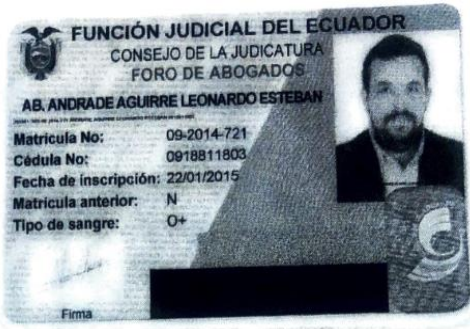 FUNCIÓN JUDICIAL DEL ECUADOR
CONSEJO DE LA JUDICATURA
FORO DE ABOGADOS
AB. ANDRADE AGUIRRE LEONARDO ESTEBAN
Matricula No: 09-2014-721
Cédula No: 0918811803
Fecha de inscripción: 22/01/2015
Matricula anterior: N
Tipo de sangre: O+
Firma